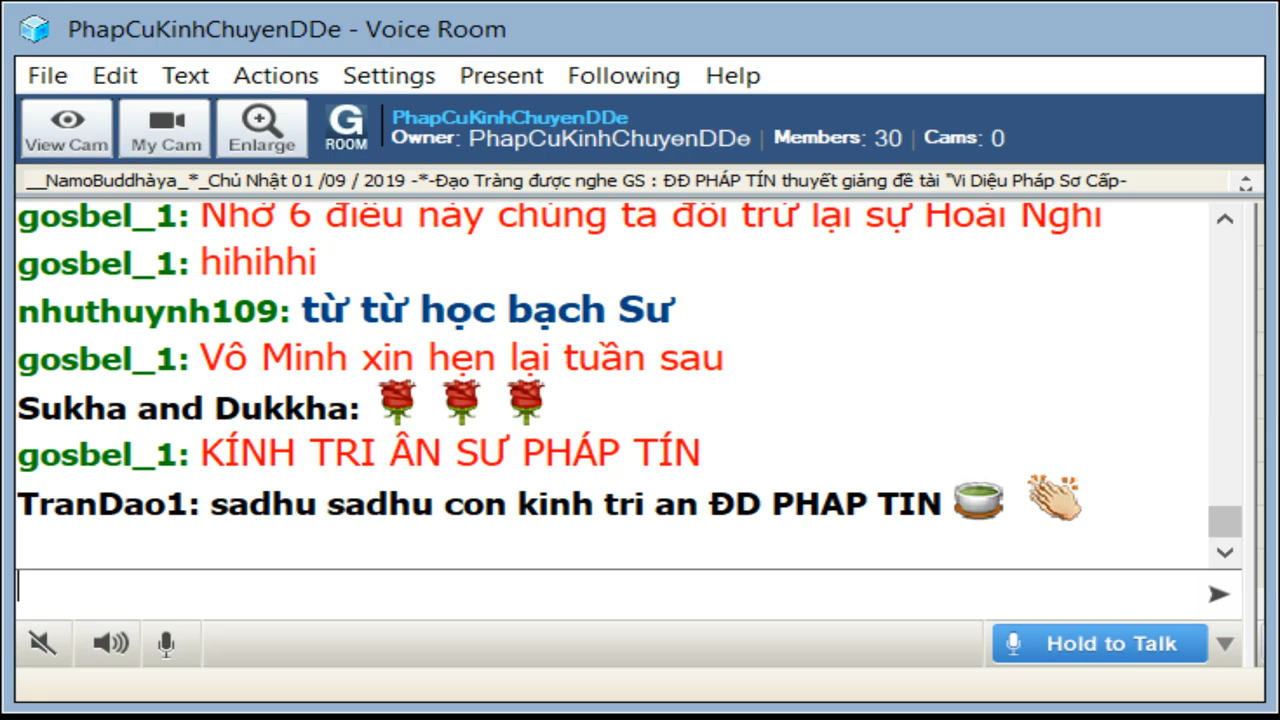 PhapCuKinhChuyenDDe - Voice Room
File Edit Text Actions Settings Present Following Help
View Cam My Cam Enlarge G ROOM PhapCuKinhChuyenDDe
Owner: PhapCuKinhChuyenDDe | Members: 30 | Cams: 0
__NamoBuddhàya_*_Chủ Nhật 01 /09 / 2019 -*-Đạo Tràng được nghe GS : ĐĐ PHÁP TÍN thuyết giảng đề tài "Vi Diệu Pháp Sơ Cấp-
gosbel_1: Nhờ 6 điều này chúng ta đối trừ lại sự Hoài Nghi
gosbel_1: hihihhi
nhuthuynh109: từ từ học bạch Sư
gosbel_1: Vô Minh xin hẹn lại tuần sau
Sukha and Dukkha:
gosbel_1: KÍNH TRI ÂN SƯ PHÁP TÍN
TranDao1: sadhu sadhu con kinh tri an ĐD PHAP TIN
Hold to Talk